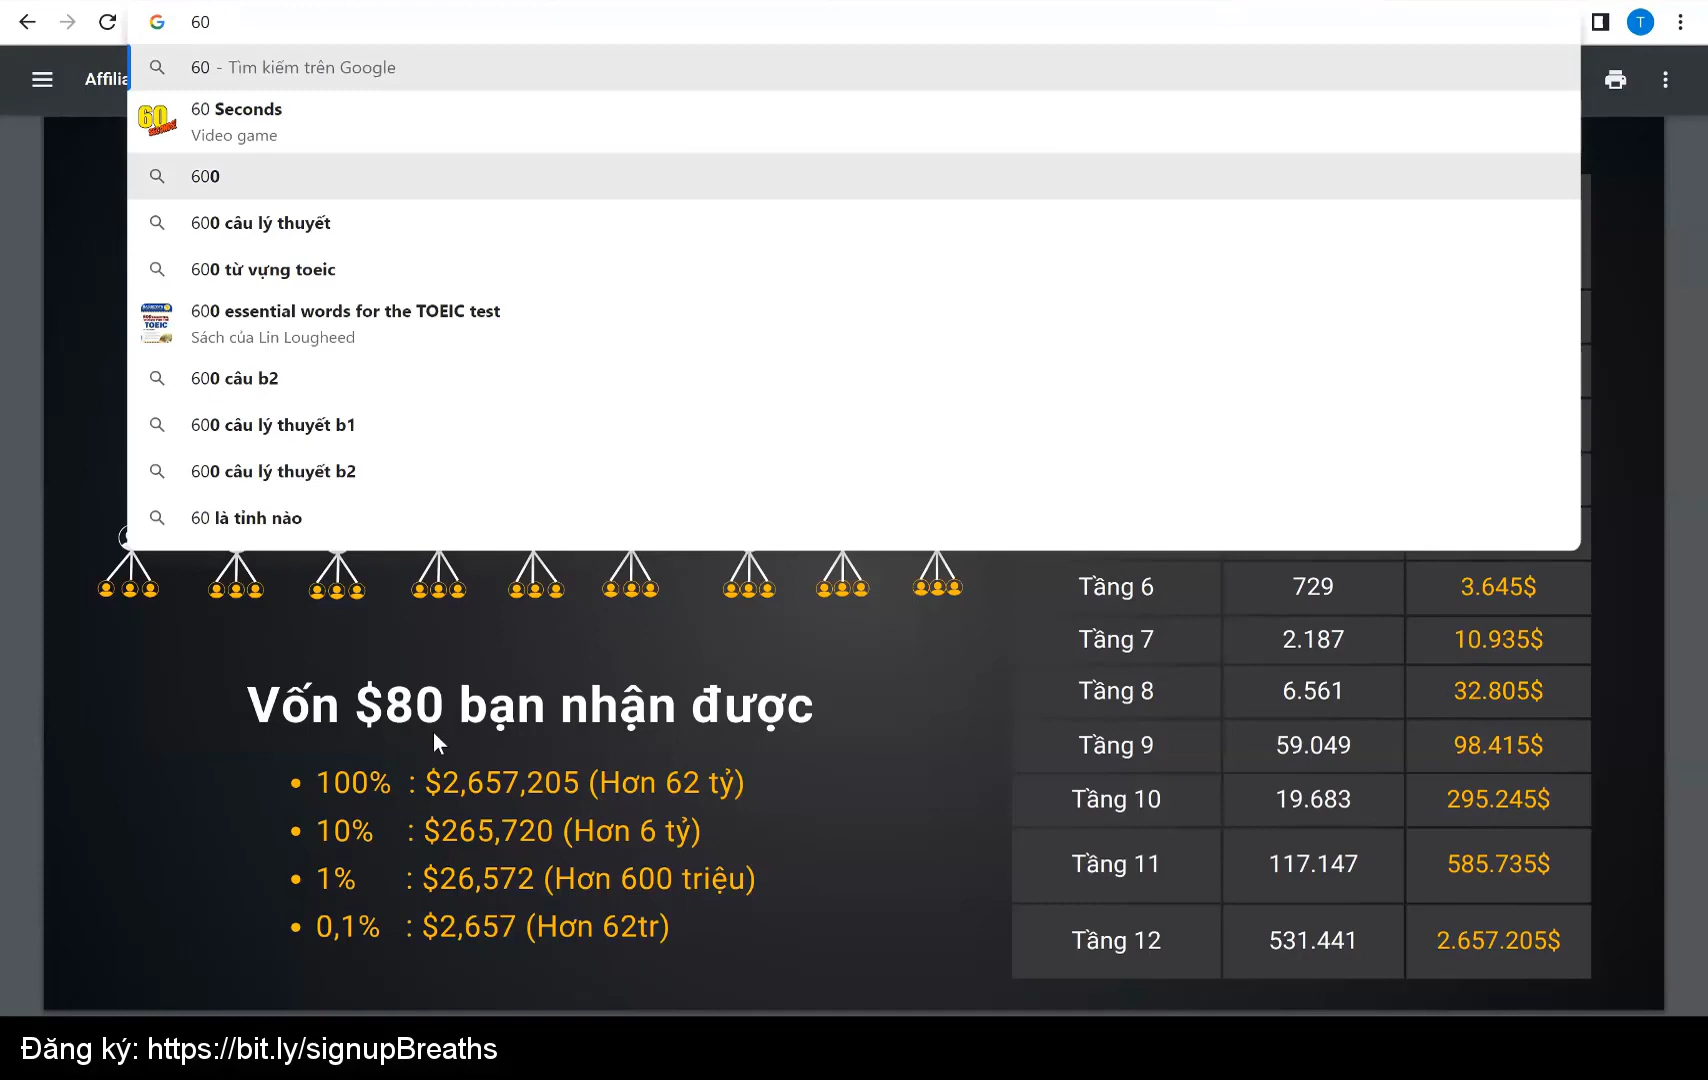 60
Affilia
60 - Tìm kiếm trên Google
60 Seconds
Video game
600
600 câu lý thuyết
600 từ vựng toeic
600 essential words for the TOEIC test
Sách của Lin Lougheed
600 câu b2
600 câu lý thuyết b1
600 câu lý thuyết b2
60 là tỉnh nào
Tầng 6 729 3.645$
Tầng 7 2.187 10.935$
Tầng 8 6.561 32.805$
Tầng 9 59.049 98.415$
Tầng 10 19.683 295.245$
Tầng 11 117.147 585.735$
Tầng 12 531.441 2.657.205$
Vốn $80 bạn nhận được
• 100% : $2,657,205 (Hơn 62 tỷ)
• 10% : $265,720 (Hơn 6 tỷ)
• 1% : $26,572 (Hơn 600 triệu)
• 0,1% : $2,657 (Hơn 62tr)
Đăng ký: https://bit.ly/signupBreaths